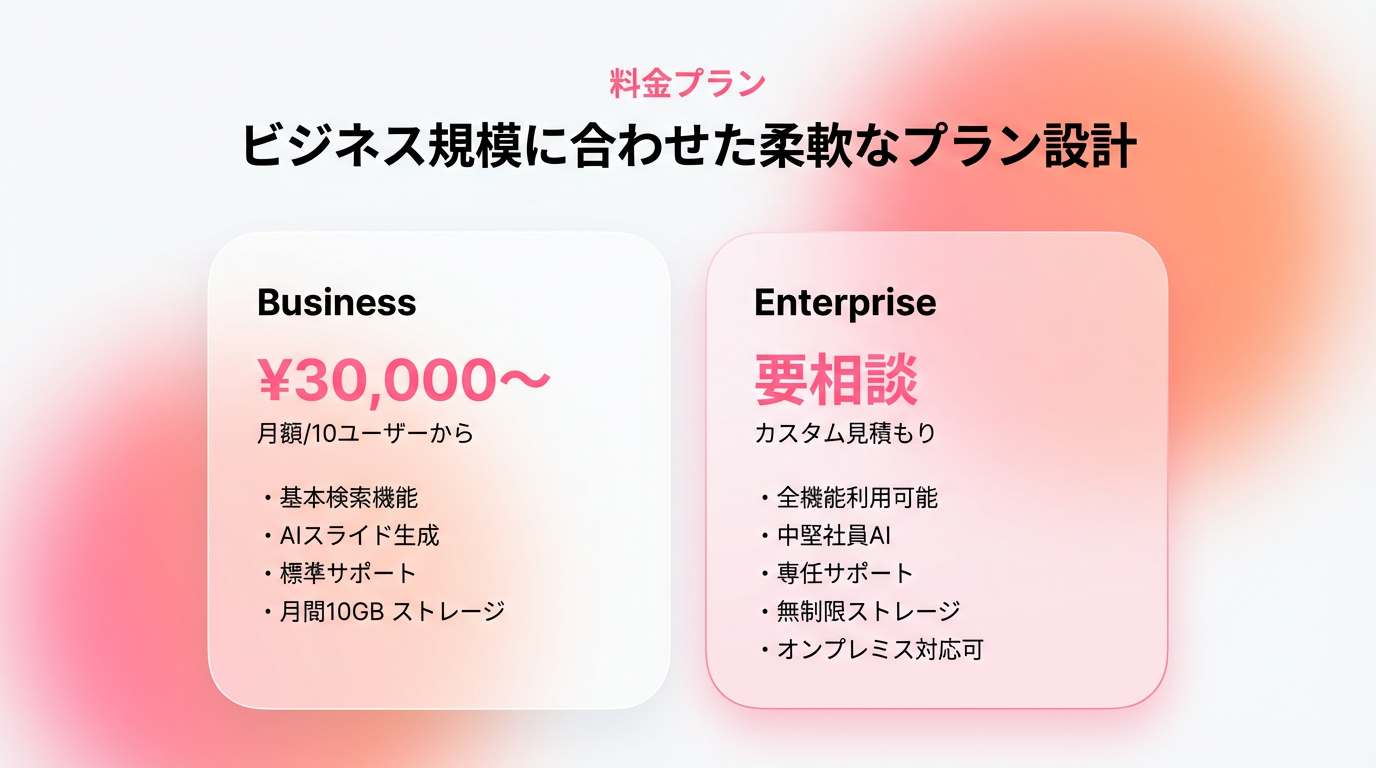 料金プラン
ビジネス規模に合わせた柔軟なプラン設計
Business
¥30,000〜
月額/10ユーザーから
・基本検索機能
・AIスライド生成
・標準サポート
・月間10GB ストレージ
Enterprise
要相談
カスタム見積もり
・全機能利用可能
・中堅社員AI
・専任サポート
・無制限ストレージ
・オンプレミス対応可